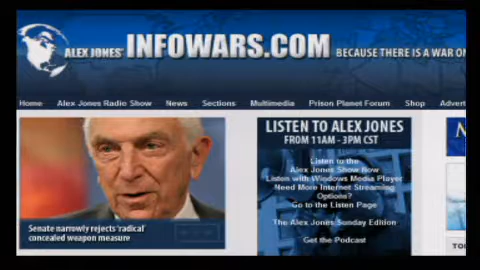 ALEX JONES' INFOWARS.COM BECAUSE THERE IS A WAR ON
Home Alex Jones Radio Show News Sections Multimedia Prison Planet Forum Shop Advert
LISTEN TO ALEX JONES
FROM 11AM - 3PM CST
Listen to the
Alex Jones Show Now
Listen with Windows Media Player
Need More Internet Streaming
Options?
Go to the Listen Page
The Alex Jones Sunday Edition
Get the Podcast
Senate narrowly rejects 'radical'
concealed weapon measure
N
TO